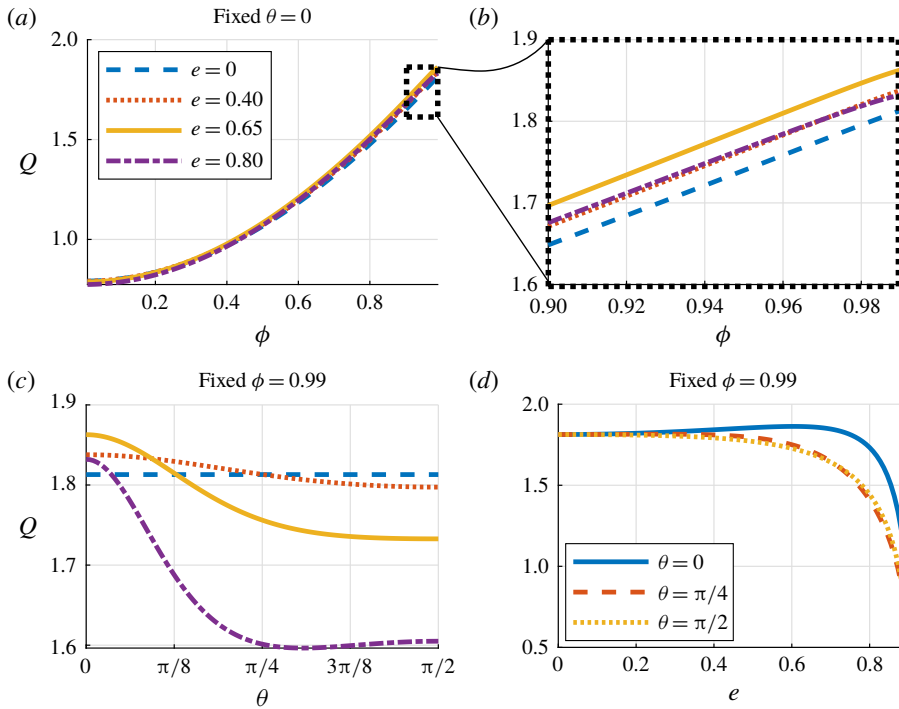 (a)
Fixed θ = 0
2.0
1.5
1.0
Q
e = 0
e = 0.40
e = 0.65
e = 0.80
0.2
0.4
0.6
0.8
ϕ
(b)
1.9
1.8
1.7
1.6
0.90
0.92
0.94
0.96
0.98
ϕ
(c)
Fixed ϕ = 0.99
1.9
1.8
1.7
1.6
Q
0
π/8
π/4
3π/8
π/2
θ
(d)
Fixed ϕ = 0.99
2.0
1.5
1.0
0.5
θ = 0
θ = π/4
θ = π/2
0
0.2
0.4
0.6
0.8
e